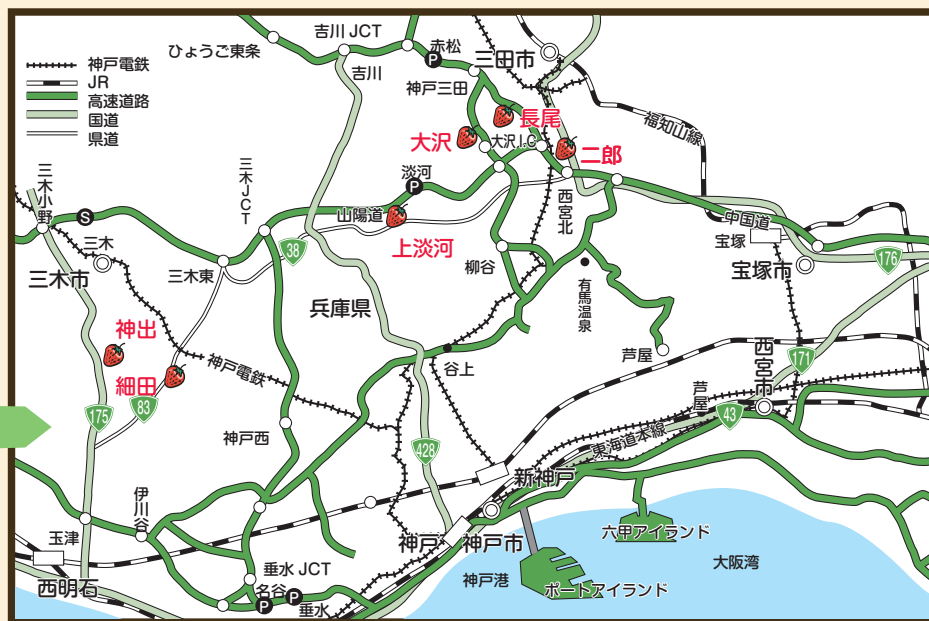 神戸電鉄
JR
高速道路
国道
県道
ひょうご東条
吉川 JCT
吉川
赤松
P
三田市
神戸三田
長尾
大沢
大沢I.C
二郎
福知山線
淡河
P
三木JCT
三木小野
S
山陽道
西宮北
中国道
宝塚
宝塚市
176
三木
三木市
三木東
38
上淡河
柳谷
有馬温泉
兵庫県
神出
細田
神戸電鉄
谷上
芦屋
西宮市
171
175
83
芦屋
43
神戸西
428
東海道本線
新神戸
伊川谷
玉津
神戸
神戸市
六甲アイランド
大阪湾
西明石
垂水 JCT
名谷
P
P
垂水
神戸港
ポートアイランド